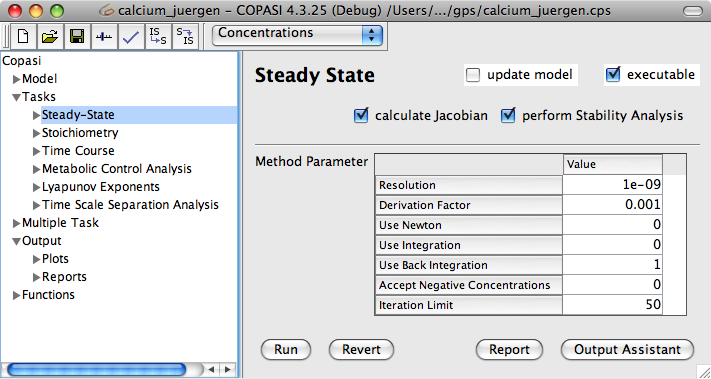 calcium_juergen – COPASI 4.3.25 (Debug) /Users/.../gps/calcium_juergen.cps
IS
S
S
IS
Concentrations
Copasi
Model
Tasks
Steady-State
Stoichiometry
Time Course
Metabolic Control Analysis
Lyapunov Exponents
Time Scale Separation Analysis
Multiple Task
Output
Plots
Reports
Functions
Steady State
update model
executable
calculate Jacobian
perform Stability Analysis
Method Parameter
Value
Resolution 1e-09
Derivation Factor 0.001
Use Newton 0
Use Integration 0
Use Back Integration 1
Accept Negative Concentrations 0
Iteration Limit 50
Run Revert Report Output Assistant